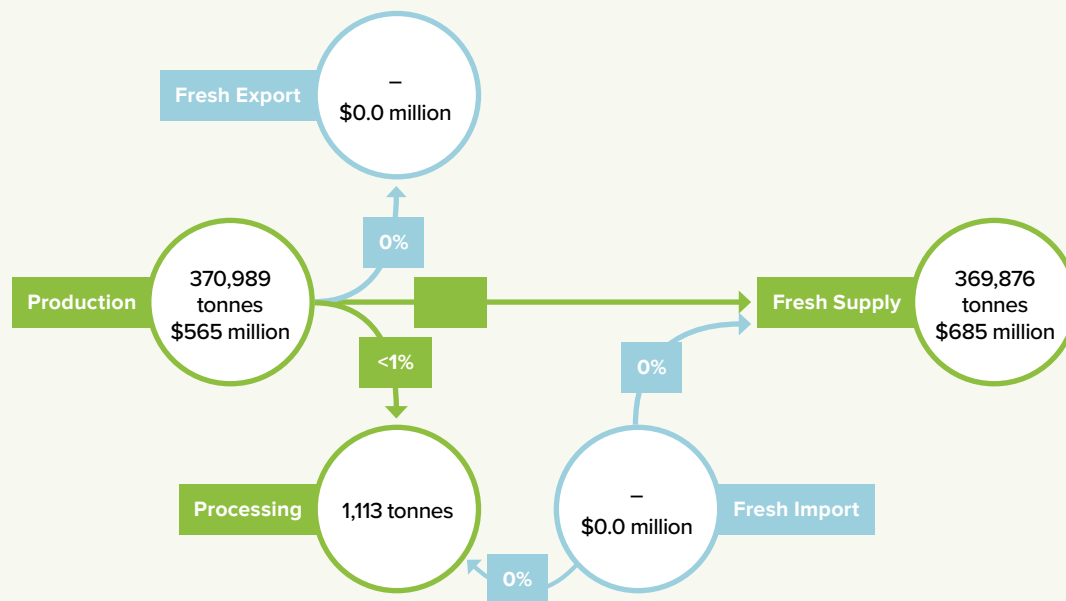 Fresh Export
–
$0.0 million
0%
Production
370,989
tonnes
$565 million
Fresh Supply
369,876
tonnes
$685 million
<1%
0%
Processing
1,113 tonnes
–
$0.0 million
Fresh Import
0%